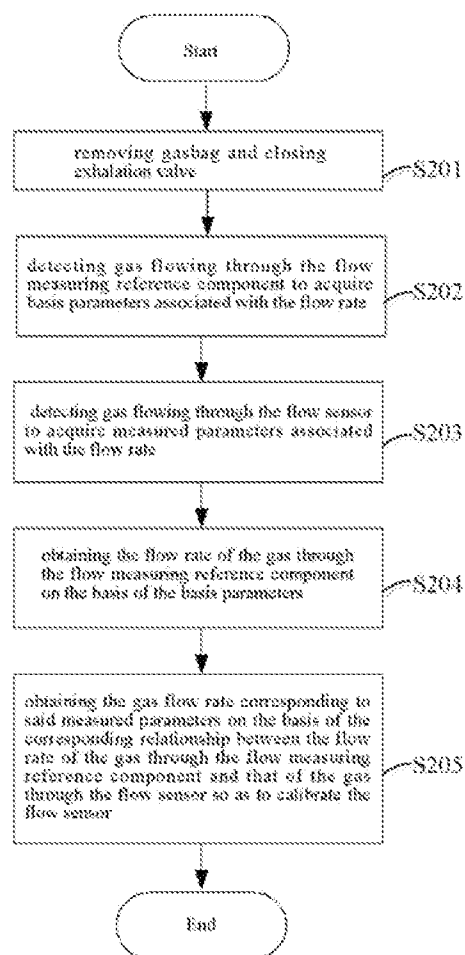 Start
removing gasbag and closing
exhalation valve
S201
detecting gas flowing through the flow
measuring reference component to acquire
basis parameters associated with the flow rate
S202
detecting gas flowing through the flow sensor
to acquire measured parameters associated
with the flow rate
S203
obtaining the flow rate of the gas through
the flow measuring reference component
on the basis of the basis parameters
S204
obtaining the gas flow rate corresponding to
said measured parameters on the basis of the
corresponding relationship between the flow
rate of the gas through the flow measuring
reference component and that of the gas
through the flow sensor so as to calibrate the
flow sensor
S205
End